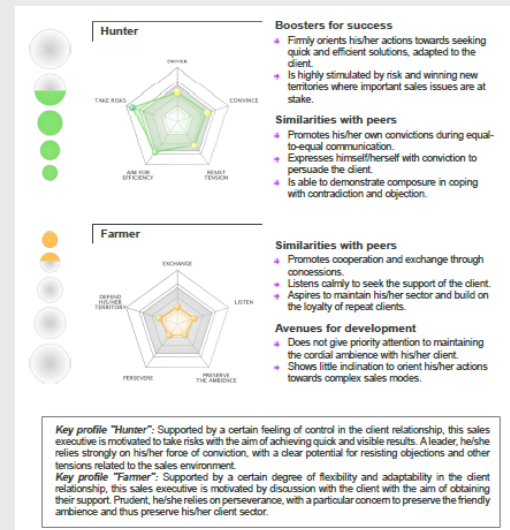 Hunter
DRIVER
TAKE RISKS
CONVINCE
AIM FOR
EFFICIENCY
RESIST
TENSION
Boosters for success
Firmly orients his/her actions towards seeking
quick and efficient solutions, adapted to the
client.
Is highly stimulated by risk and winning new
territories where important sales issues are at
stake.
Similarities with peers
Promotes his/her own convictions during equal-
to-equal communication.
Expresses himself/herself with conviction to
persuade the client.
Is able to demonstrate composure in coping
with contradiction and objection.
Farmer
EXCHANGE
DEFEND
HIS/HER
TERRITORY
LISTEN
PERSEVERE
PRESERVE
THE AMBIENCE
Similarities with peers
Promotes cooperation and exchange through
concessions.
Listens calmly to seek the support of the client.
Aspires to maintain his/her sector and build on
the loyalty of repeat clients.
Avenues for development
Does not give priority attention to maintaining
the cordial ambience with his/her client.
Shows little inclination to orient his/her actions
towards complex sales modes.
Key profile "Hunter": Supported by a certain feeling of control in the client relationship, this sales
executive is motivated to take risks with the aim of achieving quick and visible results. A leader, he/she
relies strongly on his/her force of conviction, with a clear potential for resisting objections and other
tensions related to the sales environment.
Key profile "Farmer": Supported by a certain degree of flexibility and adaptability in the client
relationship, this sales executive is motivated by discussion with the client with the aim of obtaining
their support. Prudent, he/she relies on perseverance, with a particular concern to preserve the friendly
ambience and thus preserve his/her client sector.